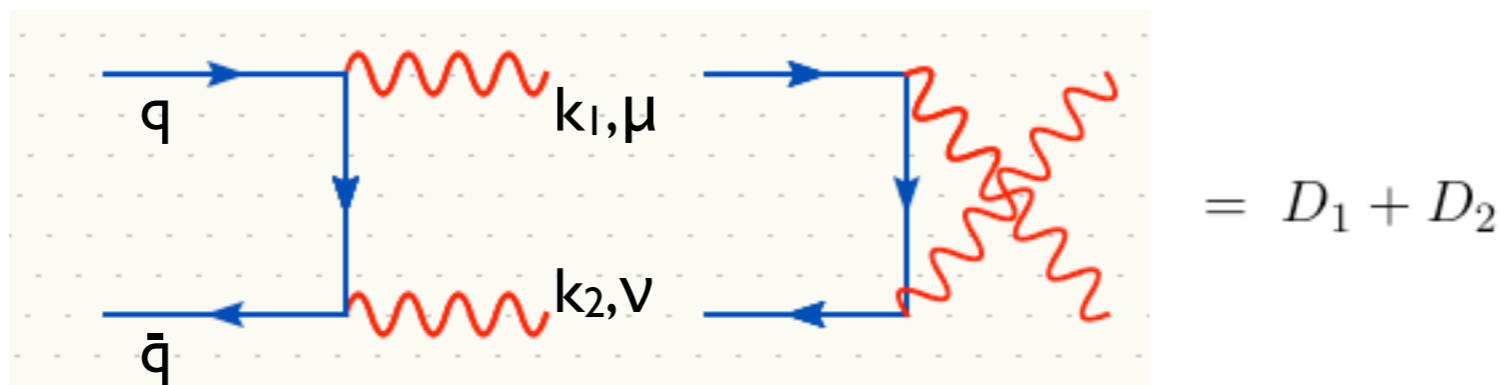 q
k₁,μ
= D₁ + D₂
k₂,ν
q̄